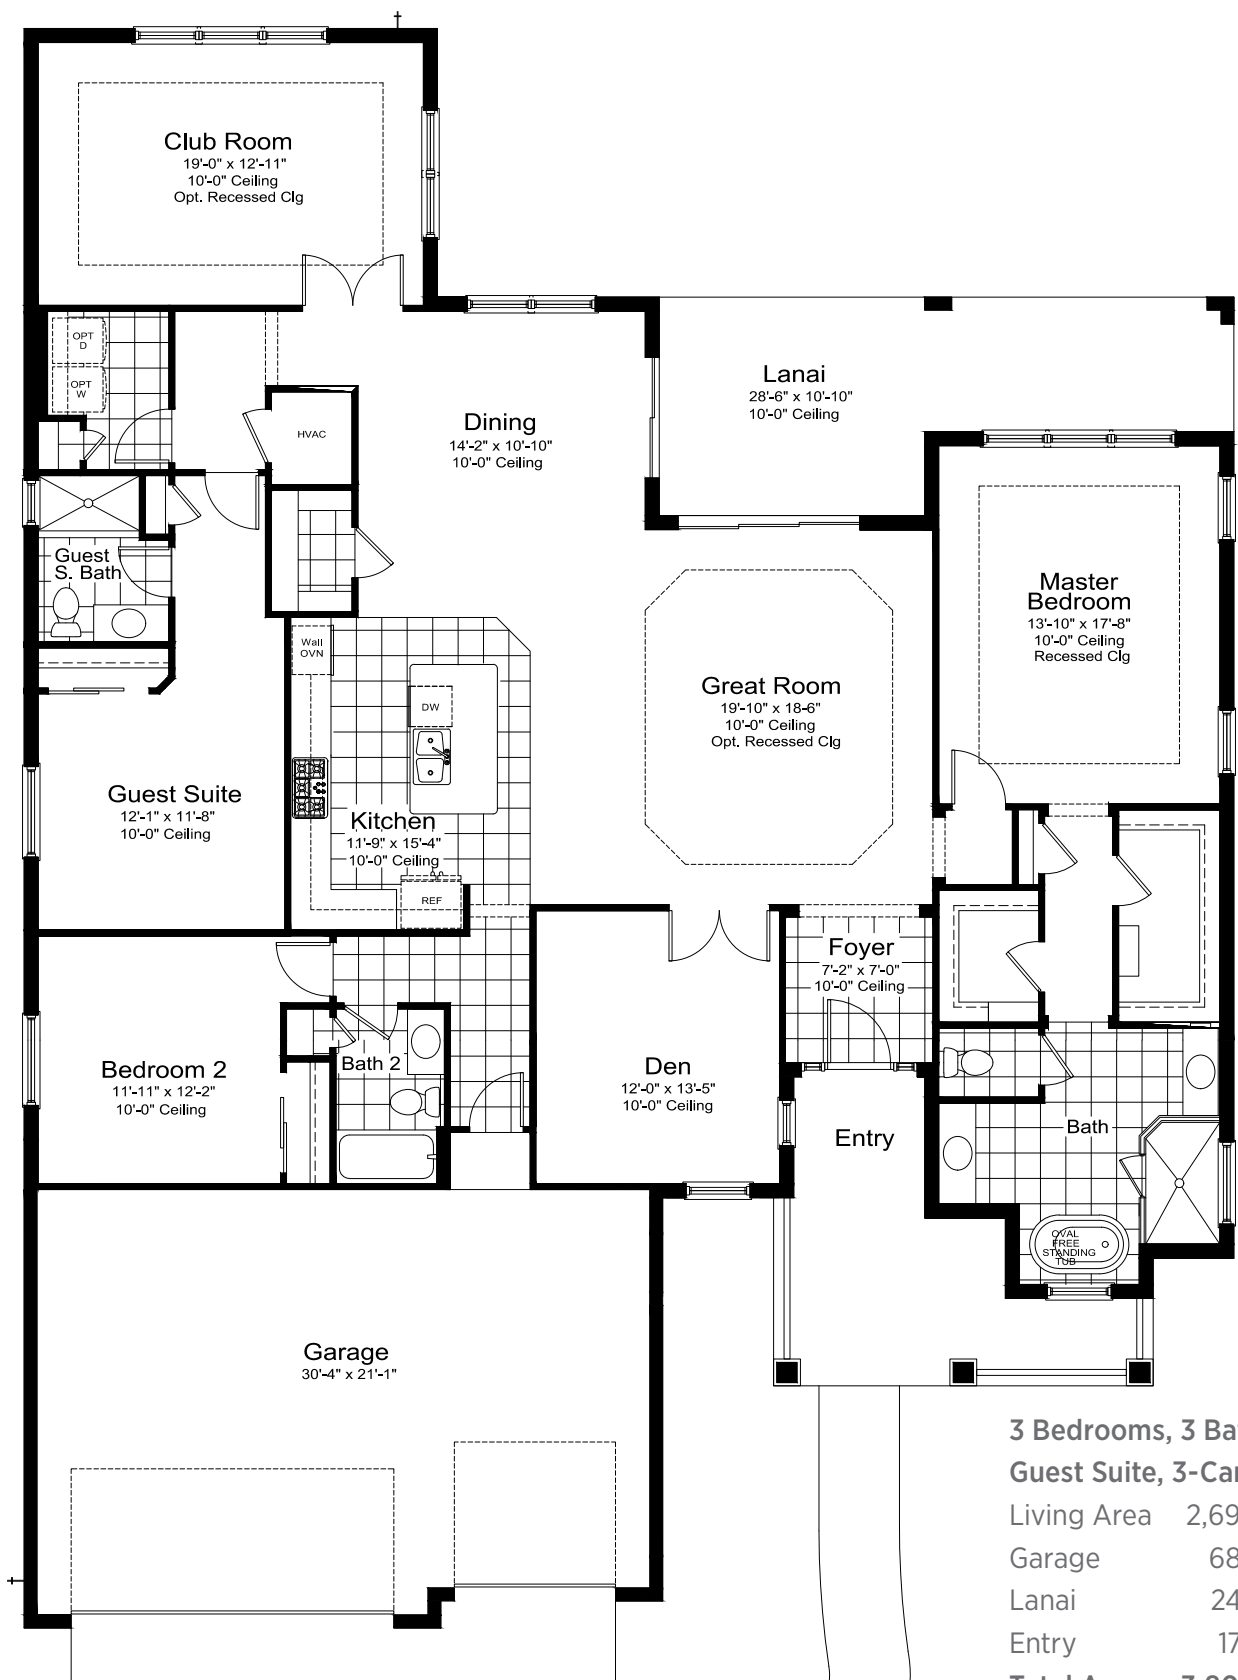 Club Room
19'-0" x 12'-11"
10'-0" Ceiling
Opt. Recessed Clg
OPT
D
OPT
W
HVAC
Dining
14'-2" x 10'-10"
10'-0" Ceiling
Lanai
28'-6" x 10'-10"
10'-0" Ceiling
Guest
S. Bath
Master
Bedroom
13'-10" x 17'-8"
10'-0" Ceiling
Recessed Clg
Wall
OVN
DW
Great Room
19'-10" x 18'-6"
10'-0" Ceiling
Opt. Recessed Clg
Guest Suite
12'-1" x 11'-8"
10'-0" Ceiling
Kitchen
11'-9" x 15'-4"
10'-0" Ceiling
REF
Foyer
7'-2" x 7'-0"
10'-0" Ceiling
Bedroom 2
11'-11" x 12'-2"
10'-0" Ceiling
Bath 2
Den
12'-0" x 13'-5"
10'-0" Ceiling
Entry
Bath
OVAL
FREE
STANDING
TUB
Garage
30'-4" x 21'-1"
3 Bedrooms, 3 Ba
Guest Suite, 3-Car
Living Area 2,69
Garage 68
Lanai 24
Entry 17